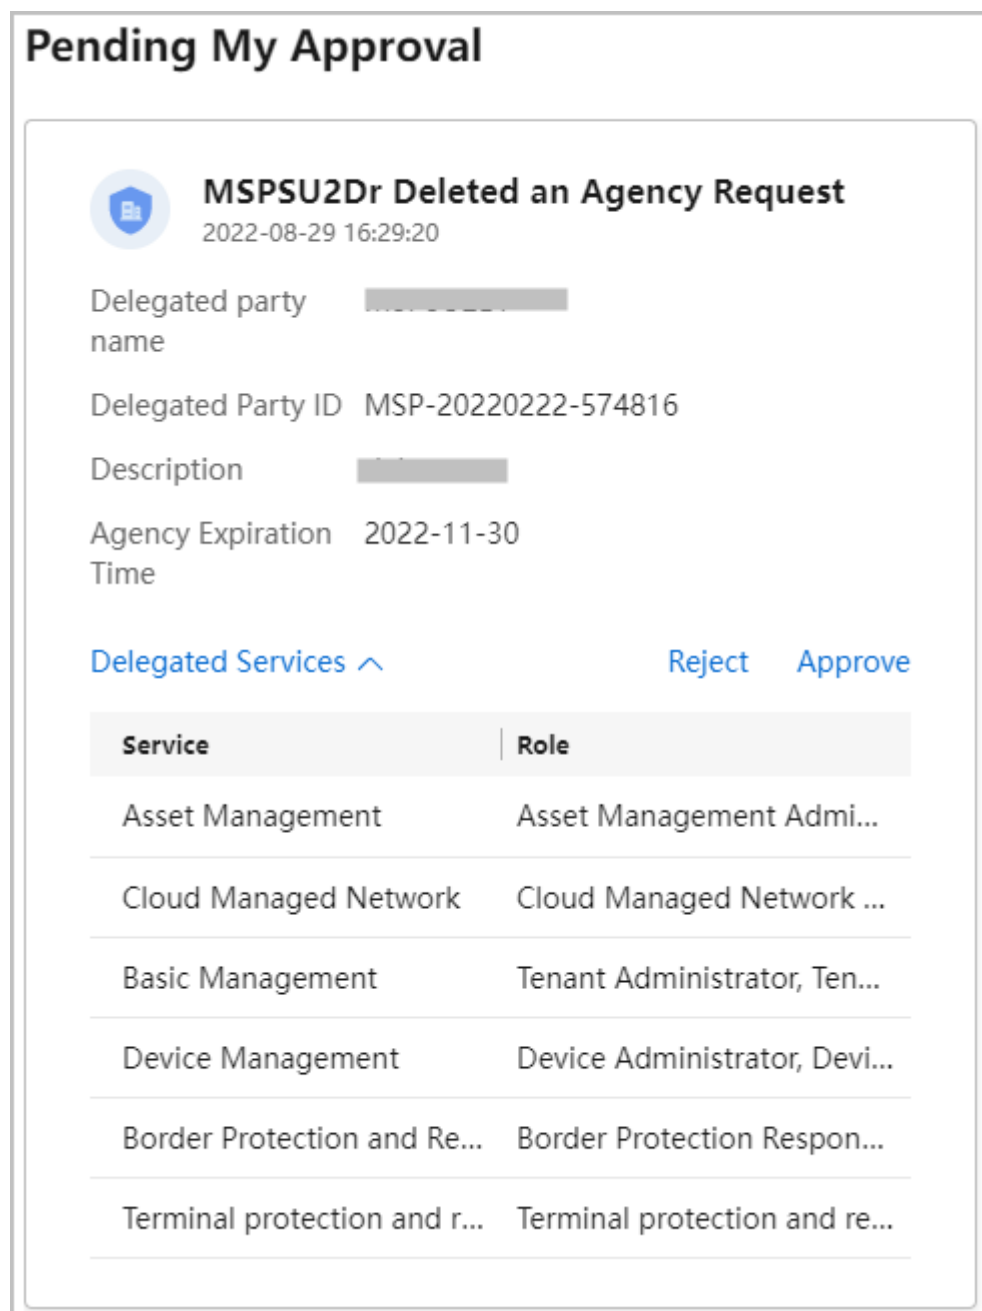 Pending My Approval
MSPSU2Dr Deleted an Agency Request
2022-08-29 16:29:20
Delegated party
name
Delegated Party ID MSP-20220222-574816
Description
Agency Expiration 2022-11-30
Time
Delegated Services Reject Approve
Service Role
Asset Management Asset Management Admi...
Cloud Managed Network Cloud Managed Network ...
Basic Management Tenant Administrator, Ten...
Device Management Device Administrator, Devi...
Border Protection and Re... Border Protection Respon...
Terminal protection and r... Terminal protection and re...